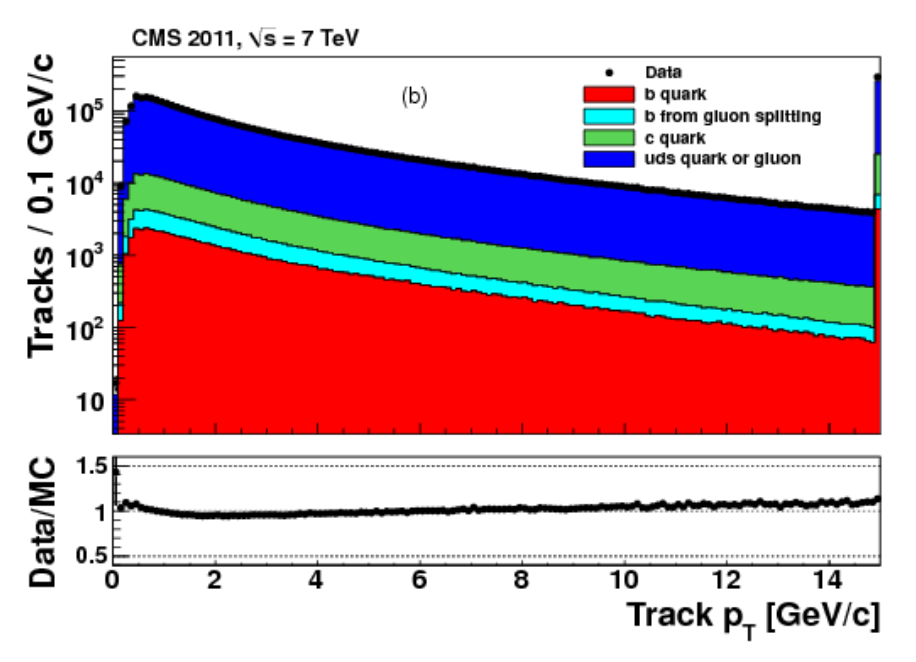 CMS 2011, √s = 7 TeV
(b)
Data
b quark
b from gluon splitting
c quark
uds quark or gluon
Tracks / 0.1 GeV/c
10⁵
10⁴
10³
10²
10
Data/MC
1.5
1
0.5
0 2 4 6 8 10 12 14
Track p_T [GeV/c]